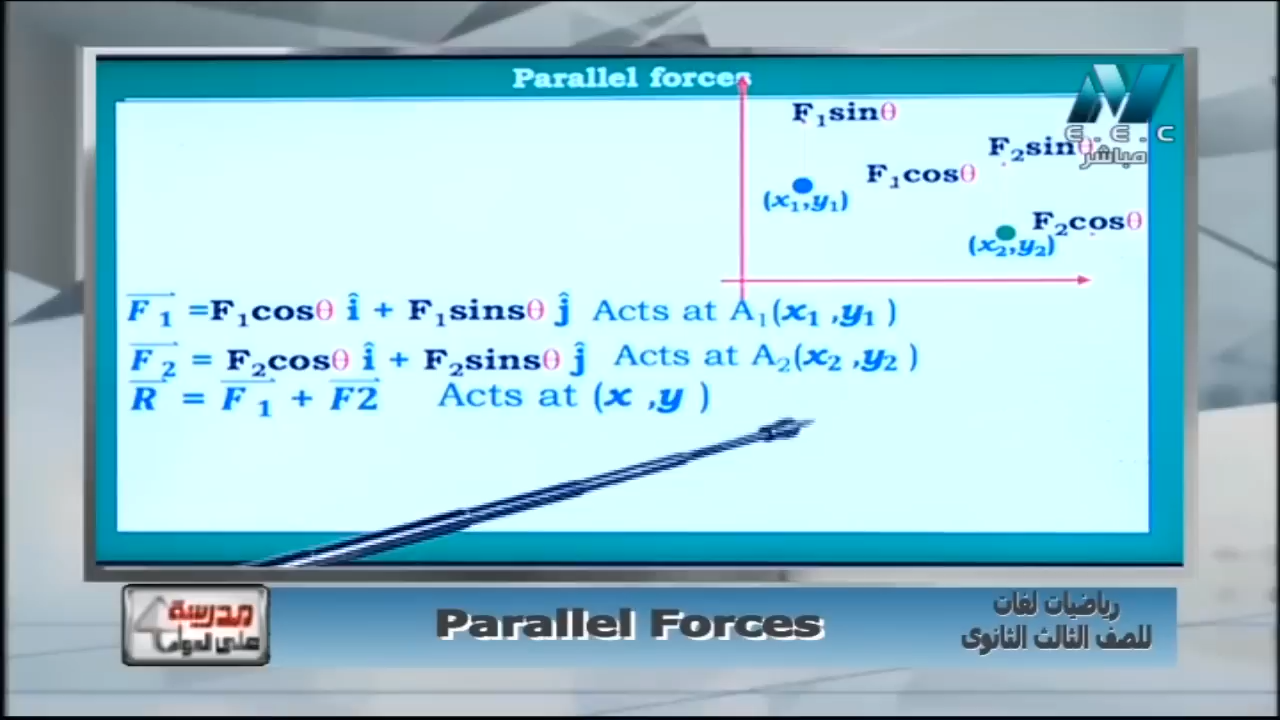 Parallel forces
F₁sinθ
F₂sinθ
E . E . C
مباشر
F₁cosθ
(x₁,y₁)
F₂cosθ
(x₂,y₂)
F₁ =F₁cosθ î + F₁sinsθ ĵ Acts at A₁(x₁ ,y₁ )
F₂ = F₂cosθ î + F₂sinsθ ĵ Acts at A₂(x₂ ,y₂ )
R = F₁ + F2 Acts at (x ,y )
مدرسة
على الهوا
Parallel Forces
رياضيات لغات
للصف الثالث الثانوى